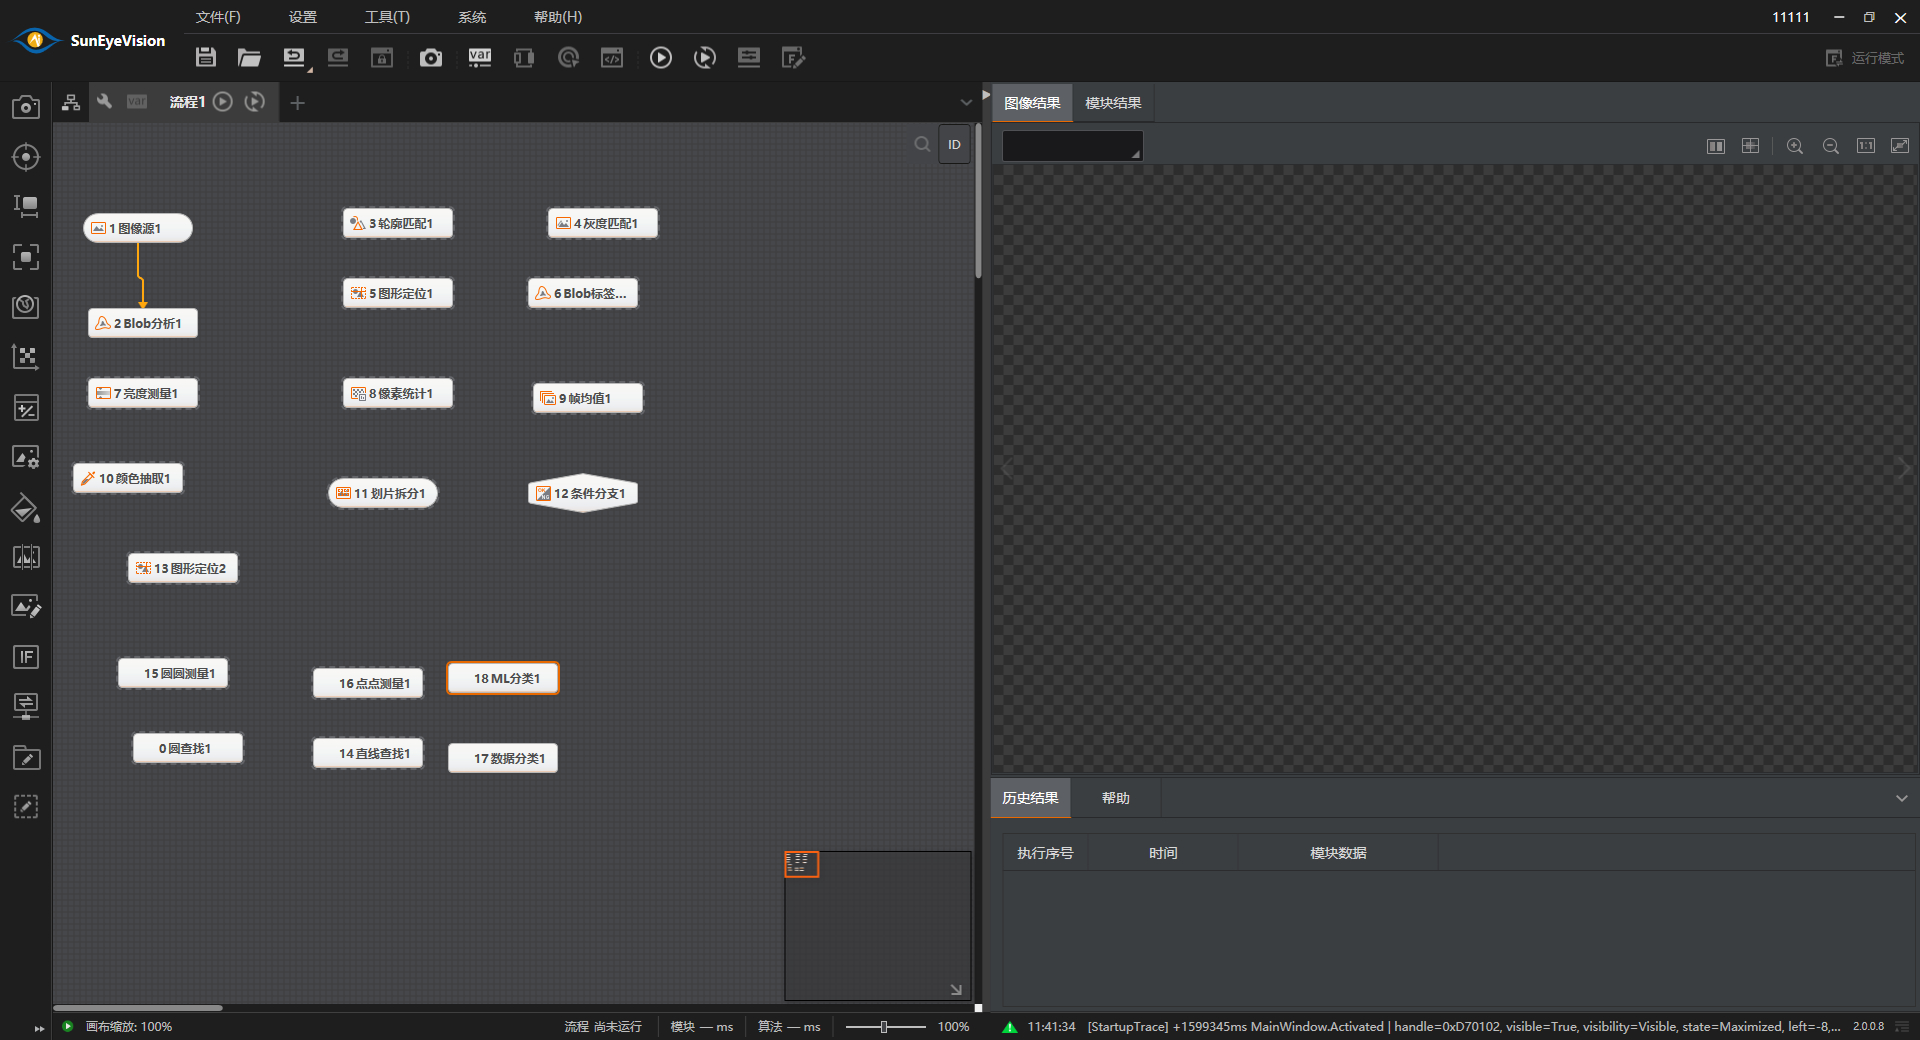 文件(F) 设置 工具(T) 系统 帮助(H) 11111
SunEyeVision
var
运行模式
var 流程1
图像结果 模块结果
ID
1:1
1 图像源1
3 轮廓匹配1
4 灰度匹配1
5 图形定位1
6 Blob标签...
2 Blob分析1
7 亮度测量1
8 像素统计1
9 帧均值1
10 颜色抽取1
11 划片拆分1
12 条件分支1
13 图形定位2
15 圆圆测量1
16 点点测量1
18 ML分类1
0 圆查找1
14 直线查找1
17 数据分类1
IF
历史结果 帮助
执行序号 时间 模块数据
画布缩放: 100% 流程 尚未运行 模块 — ms 算法 — ms 100%
11:41:34 [StartupTrace] +1599345ms MainWindow.Activated | handle=0xD70102, visible=True, visibility=Visible, state=Maximized, left=-8,... 2.0.0.8